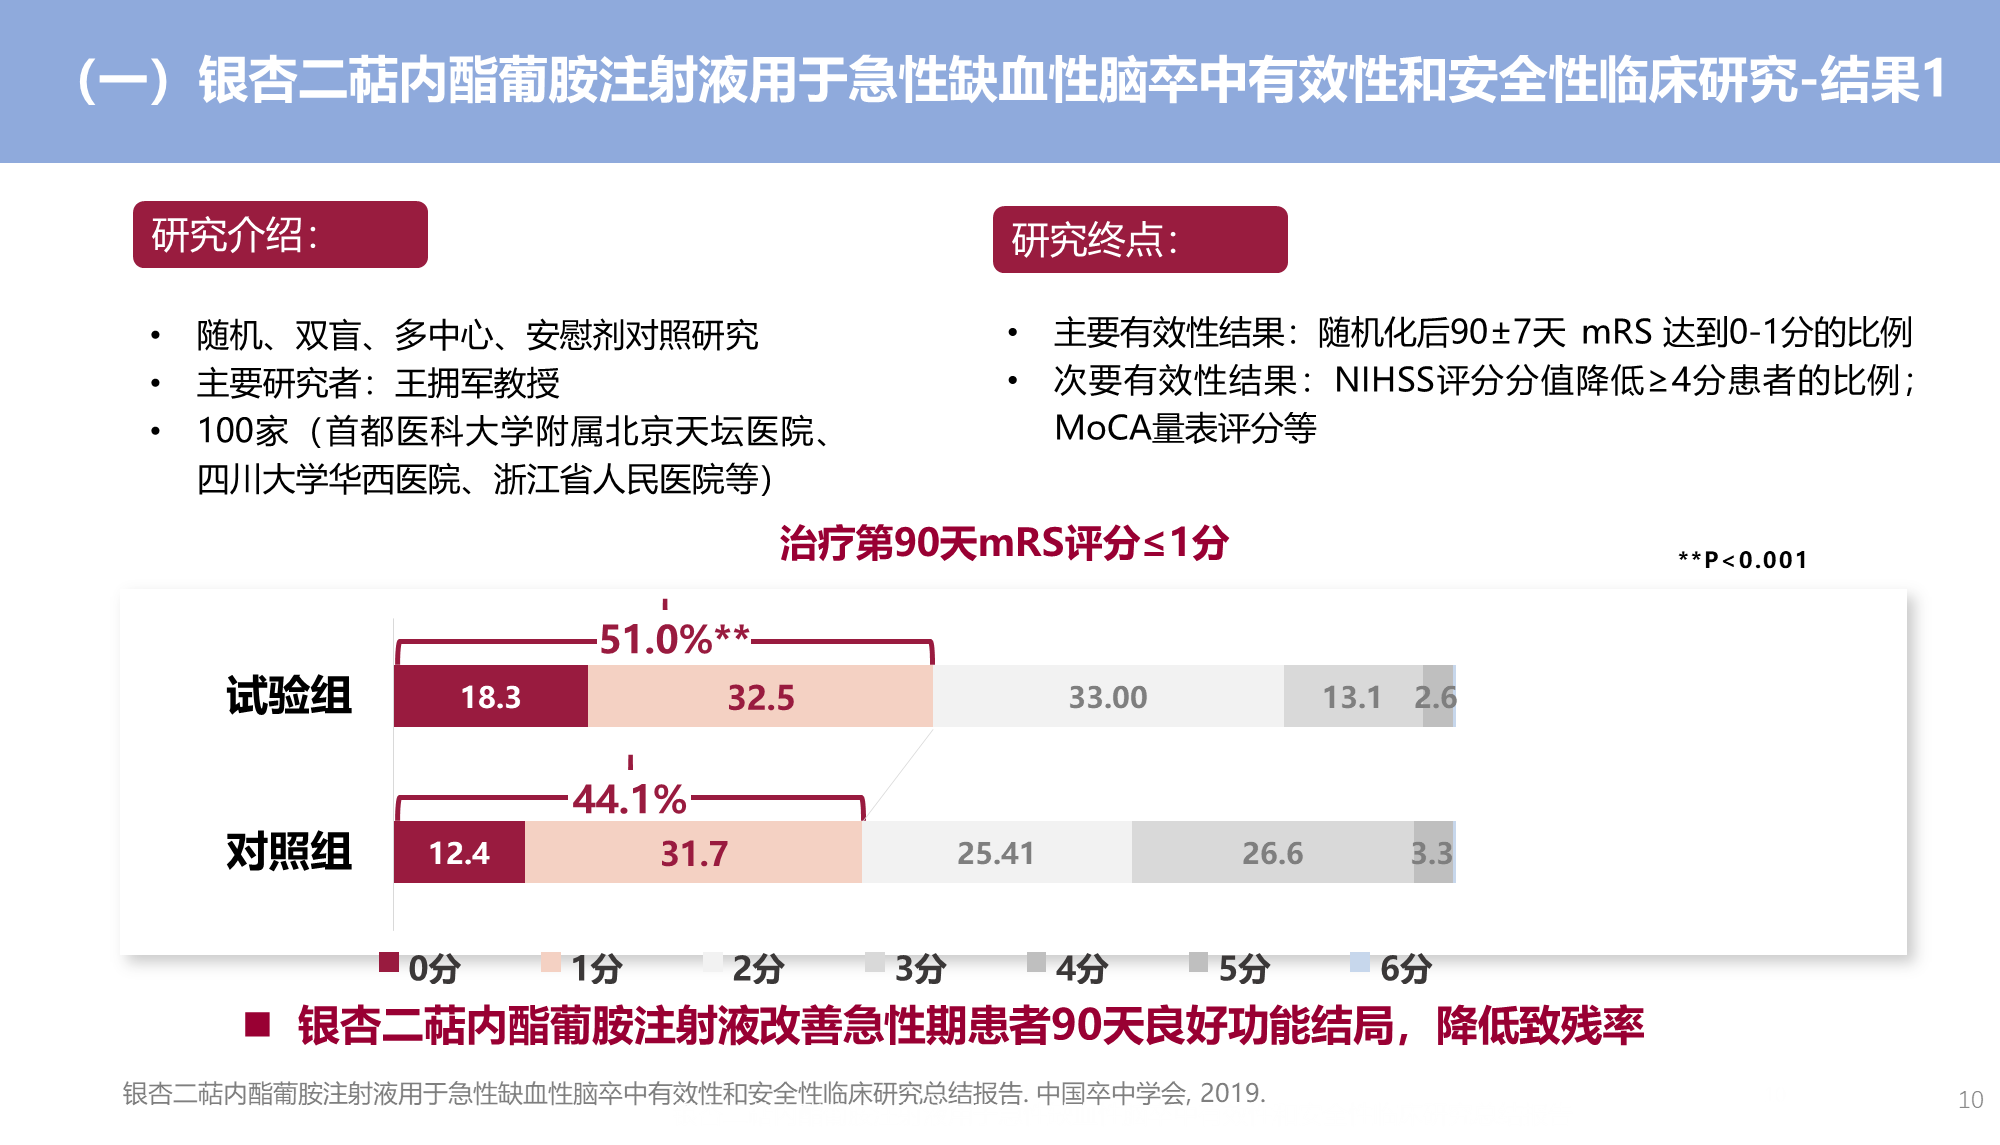 （一）银杏二萜内酯葡胺注射液用于急性缺血性脑卒中有效性和安全性临床研究-结果1
研究介绍：
• 随机、双盲、多中心、安慰剂对照研究
• 主要研究者：王拥军教授
• 100家（首都医科大学附属北京天坛医院、
四川大学华西医院、浙江省人民医院等）
研究终点：
• 主要有效性结果：随机化后90±7天 mRS 达到0-1分的比例
• 次要有效性结果：NIHSS评分分值降低≥4分患者的比例；
MoCA量表评分等
治疗第90天mRS评分≤1分
**P<0.001
51.0%**
试验组 18.3 32.5 33.00 13.1 2.6
44.1%
对照组 12.4 31.7 25.41 26.6 3.3
0分 1分 2分 3分 4分 5分 6分
■ 银杏二萜内酯葡胺注射液改善急性期患者90天良好功能结局，降低致残率
银杏二萜内酯葡胺注射液用于急性缺血性脑卒中有效性和安全性临床研究总结报告. 中国卒中学会, 2019.
10